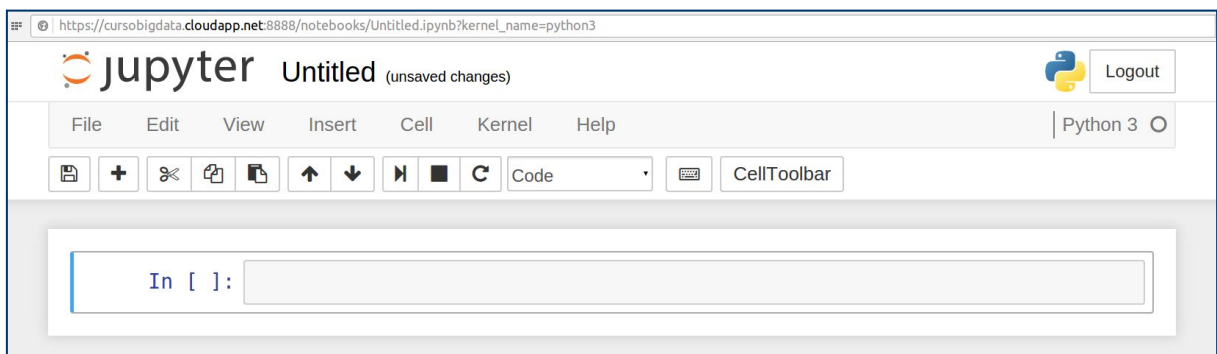 https://cursobigdata.cloudapp.net:8888/notebooks/Untitled.ipynb?kernel_name=python3
jupyter Untitled (unsaved changes) Logout
File Edit View Insert Cell Kernel Help Python 3
Code CellToolbar
In [ ]: